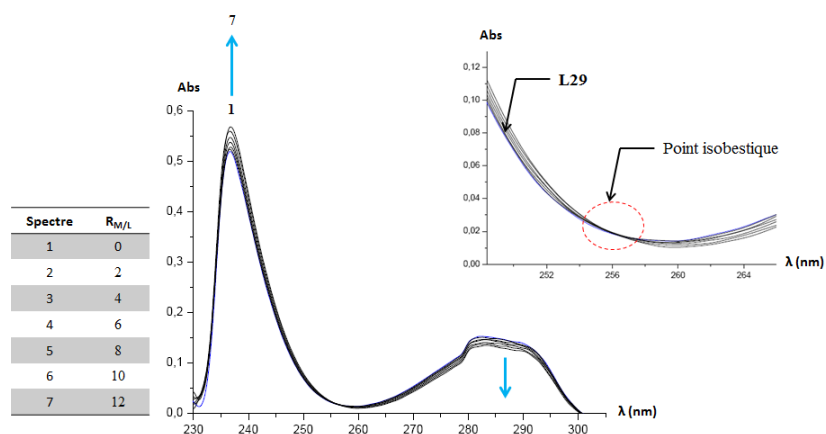 7
Abs
1
0,6
0,5
0,4
0,3
0,2
0,1
0,0
230 240 250 260 270 280 290 300
λ (nm)
Spectre R_M/L
1 0
2 2
3 4
4 6
5 8
6 10
7 12
Abs
0,12
0,10
0,08
0,06
0,04
0,02
0,00
252 256 260 264
λ (nm)
L29
Point isobestique